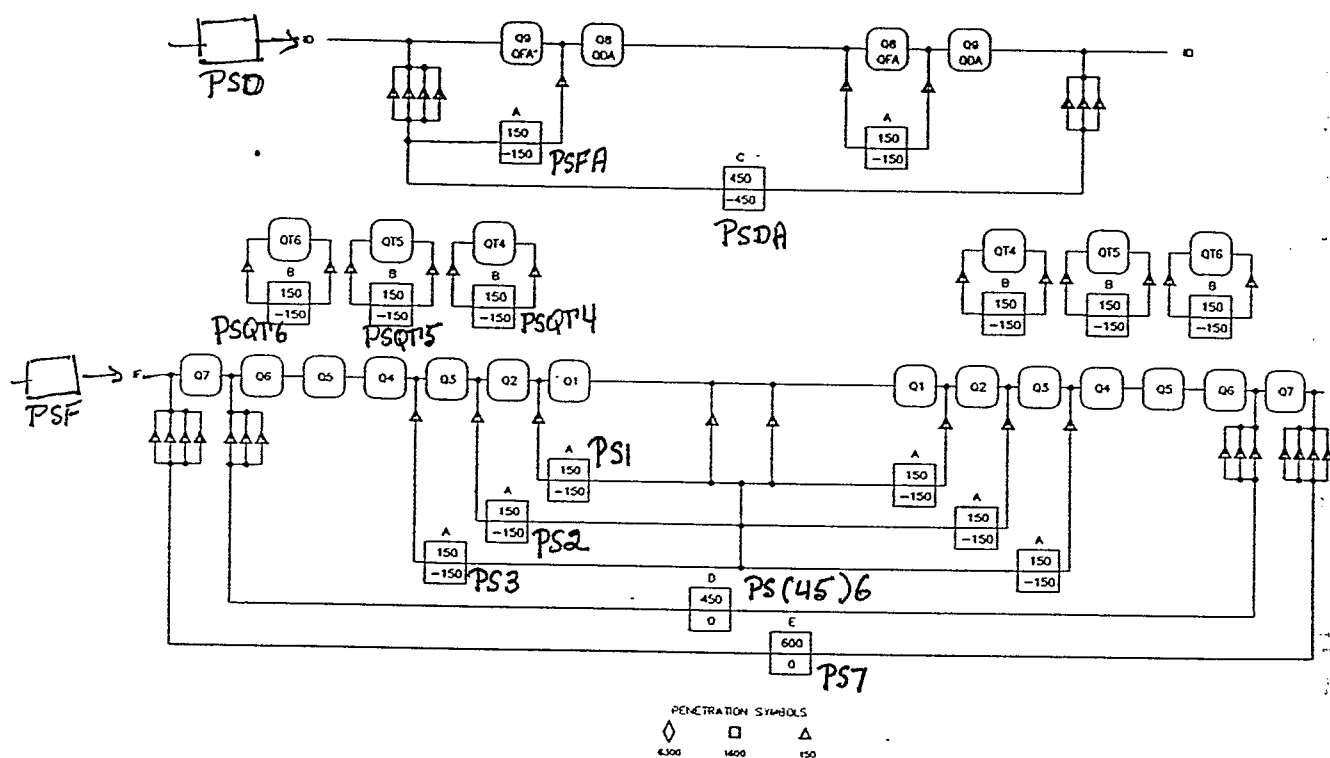 PSD
ID
Q9 QFA
Q8 QDA
Q8 QFA
Q9 QDA
ID
A
150
-150
PSFA
A
150
-150
C
450
-450
PSDA
QT6
QT5
QT4
QT4
QT5
QT6
B
150
-150
B
150
-150
B
150
-150
B
150
-150
B
150
-150
B
150
-150
PSQT6
PSQT5
PSQT4
PSF
F
Q7
Q6
Q5
Q4
Q3
Q2
Q1
Q1
Q2
Q3
Q4
Q5
Q6
Q7
A
150
-150
PS1
A
150
-150
A
150
-150
PS2
A
150
-150
A
150
-150
PS3
A
150
-150
D
450
0
PS(45)6
E
600
0
PS7
PENETRATION SYMBOLS
6300
1600
150